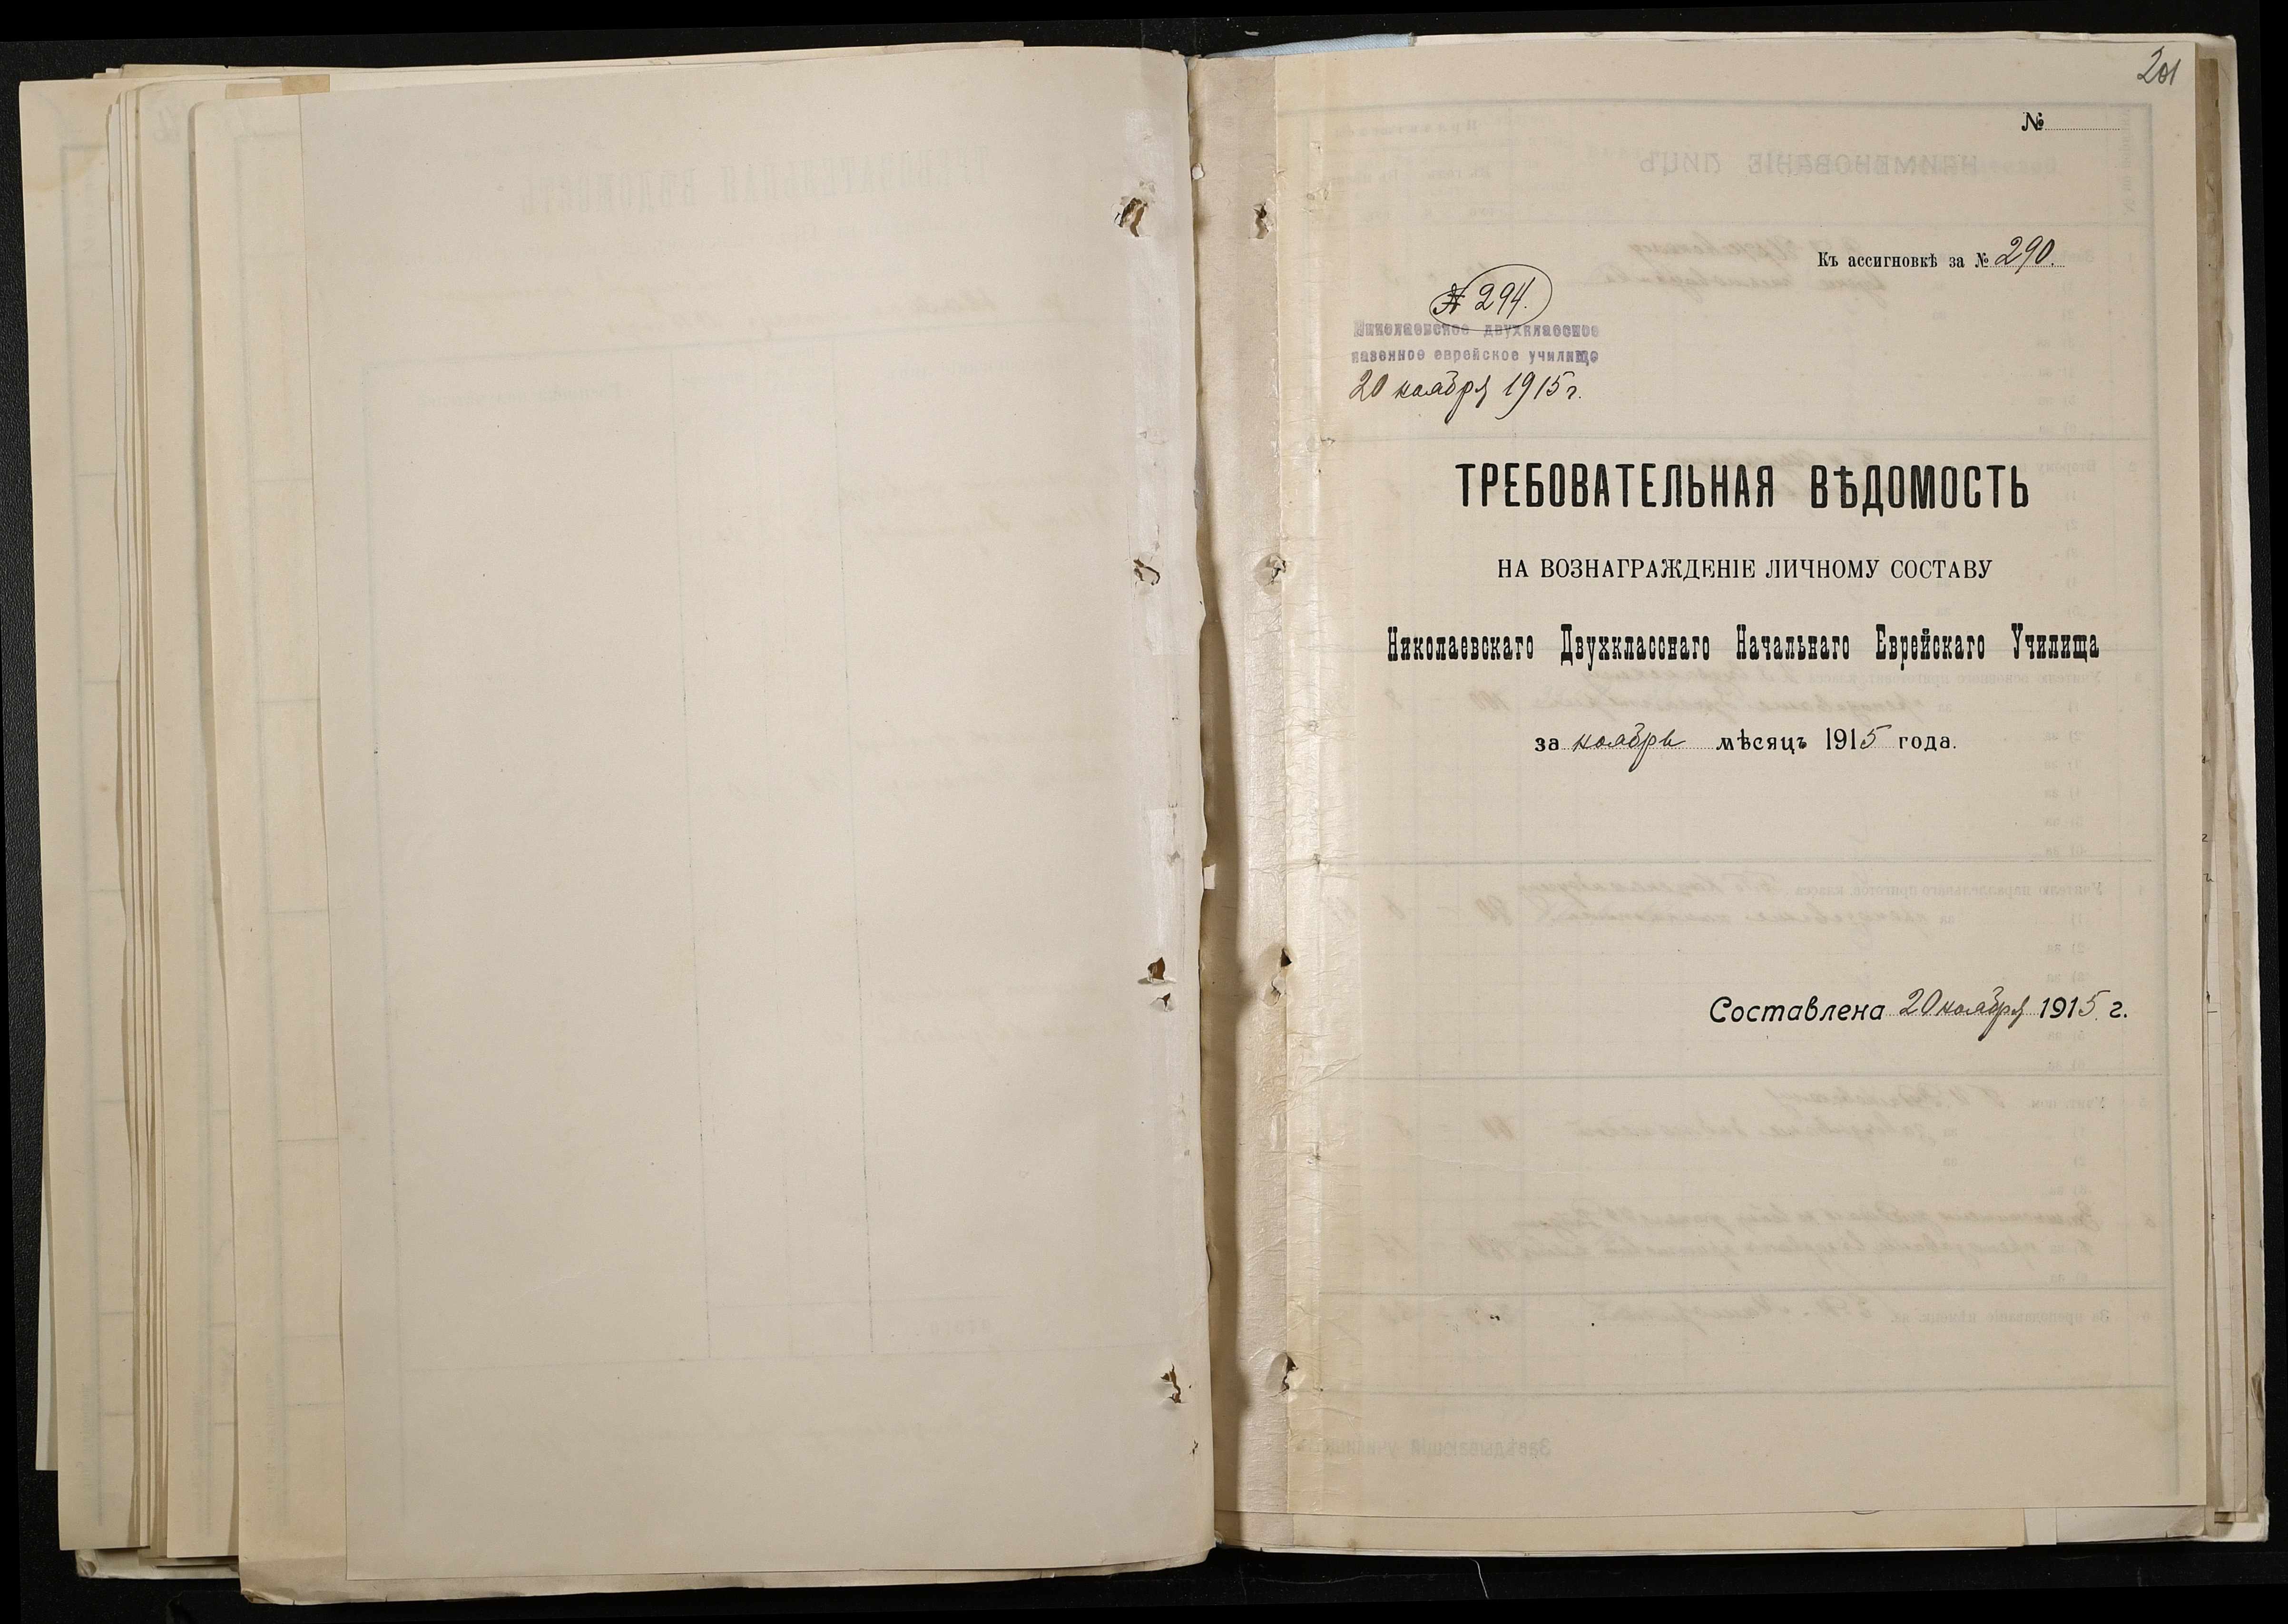 201
№
Къ ассигновкѣ за № 290.
№ 294.
Николаевское двухклассное
казенное еврейское училище
20 ноября 1915 г.
ТРЕБОВАТЕЛЬНАЯ ВѢДОМОСТЬ
НА ВОЗНАГРАЖДЕНІЕ ЛИЧНОМУ СОСТАВУ
Николаевскаго Двухкласснаго Начальнаго Еврейскаго Училища
за ноябрь мѣсяцъ 1915 года.
Составлена 20 ноября 1915 г.